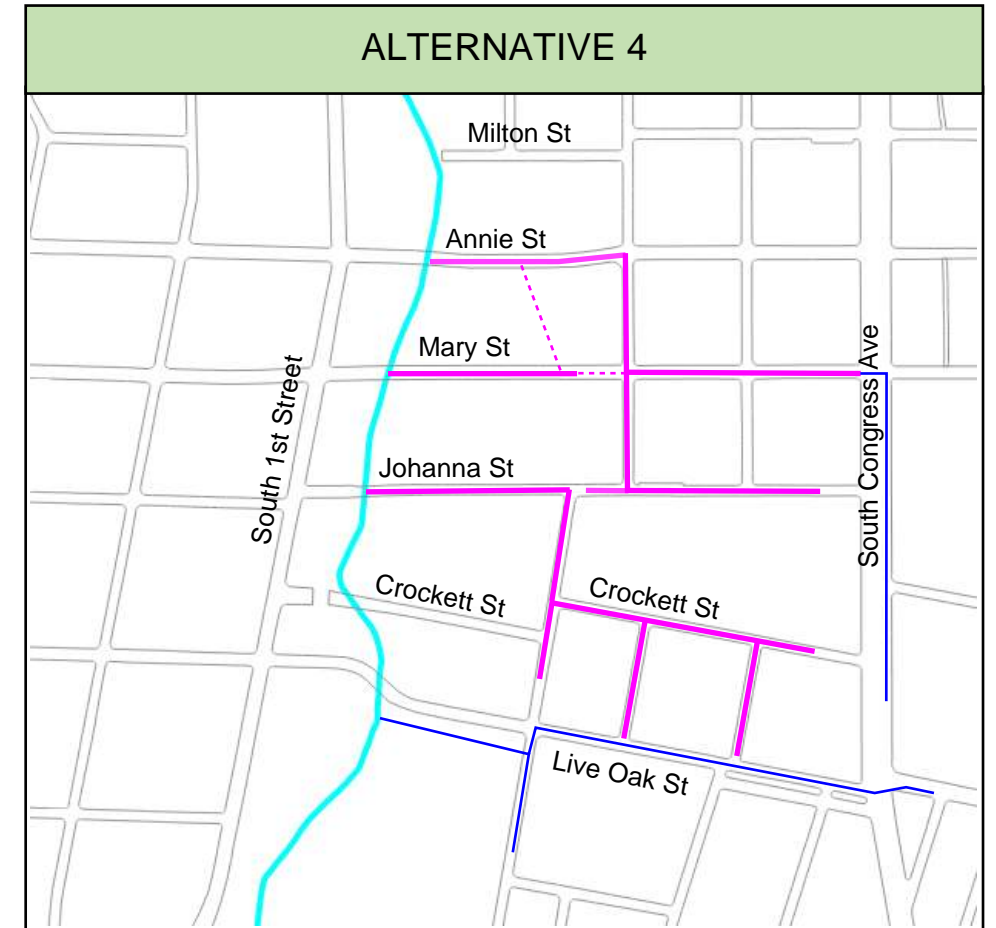 ALTERNATIVE 4
Milton St
Annie St
Mary St
South 1st Street
South Congress Ave
Johanna St
Crockett St
Crockett St
Live Oak St